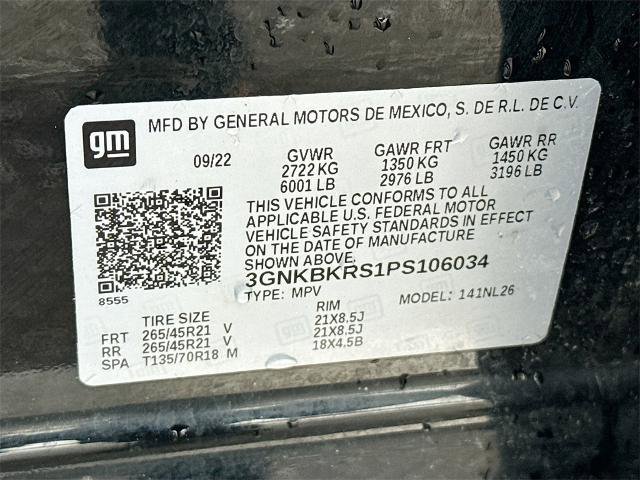 gm
MFD BY GENERAL MOTORS DE MEXICO, S. DE R.L. DE C.V.
09/22 GVWR GAWR FRT GAWR RR
2722 KG 1350 KG 1450 KG
6001 LB 2976 LB 3196 LB
THIS VEHICLE CONFORMS TO ALL
APPLICABLE U.S. FEDERAL MOTOR
VEHICLE SAFETY STANDARDS IN EFFECT
ON THE DATE OF MANUFACTURE
SHOWN ABOVE.
3GNKBKRS1PS106034
8555 TYPE: MPV MODEL: 141NL26
TIRE SIZE RIM
FRT 265/45R21 V 21X8.5J
RR 265/45R21 V 21X8.5J
SPA T135/70R18 M 18X4.5B